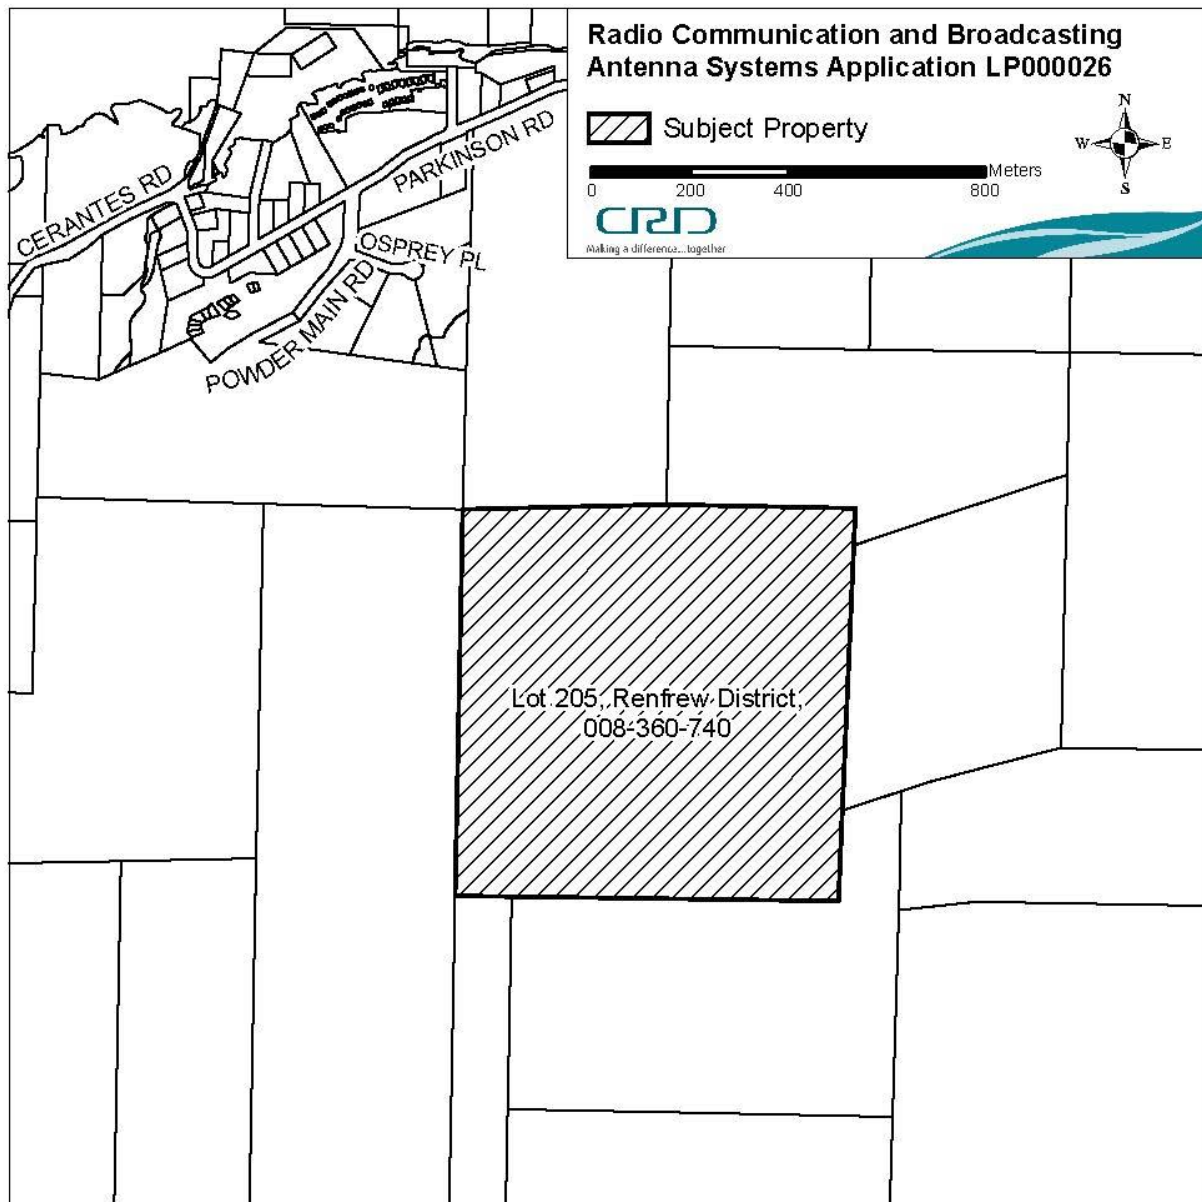 Radio Communication and Broadcasting
Antenna Systems Application LP000026
Subject Property
N
W E
S
Meters
0 200 400 800
CRD
Making a difference...together
CERANTES RD
PARKINSON RD
OSPREY PL
POWDER MAIN RD
Lot 205, Renfrew District,
008-360-740